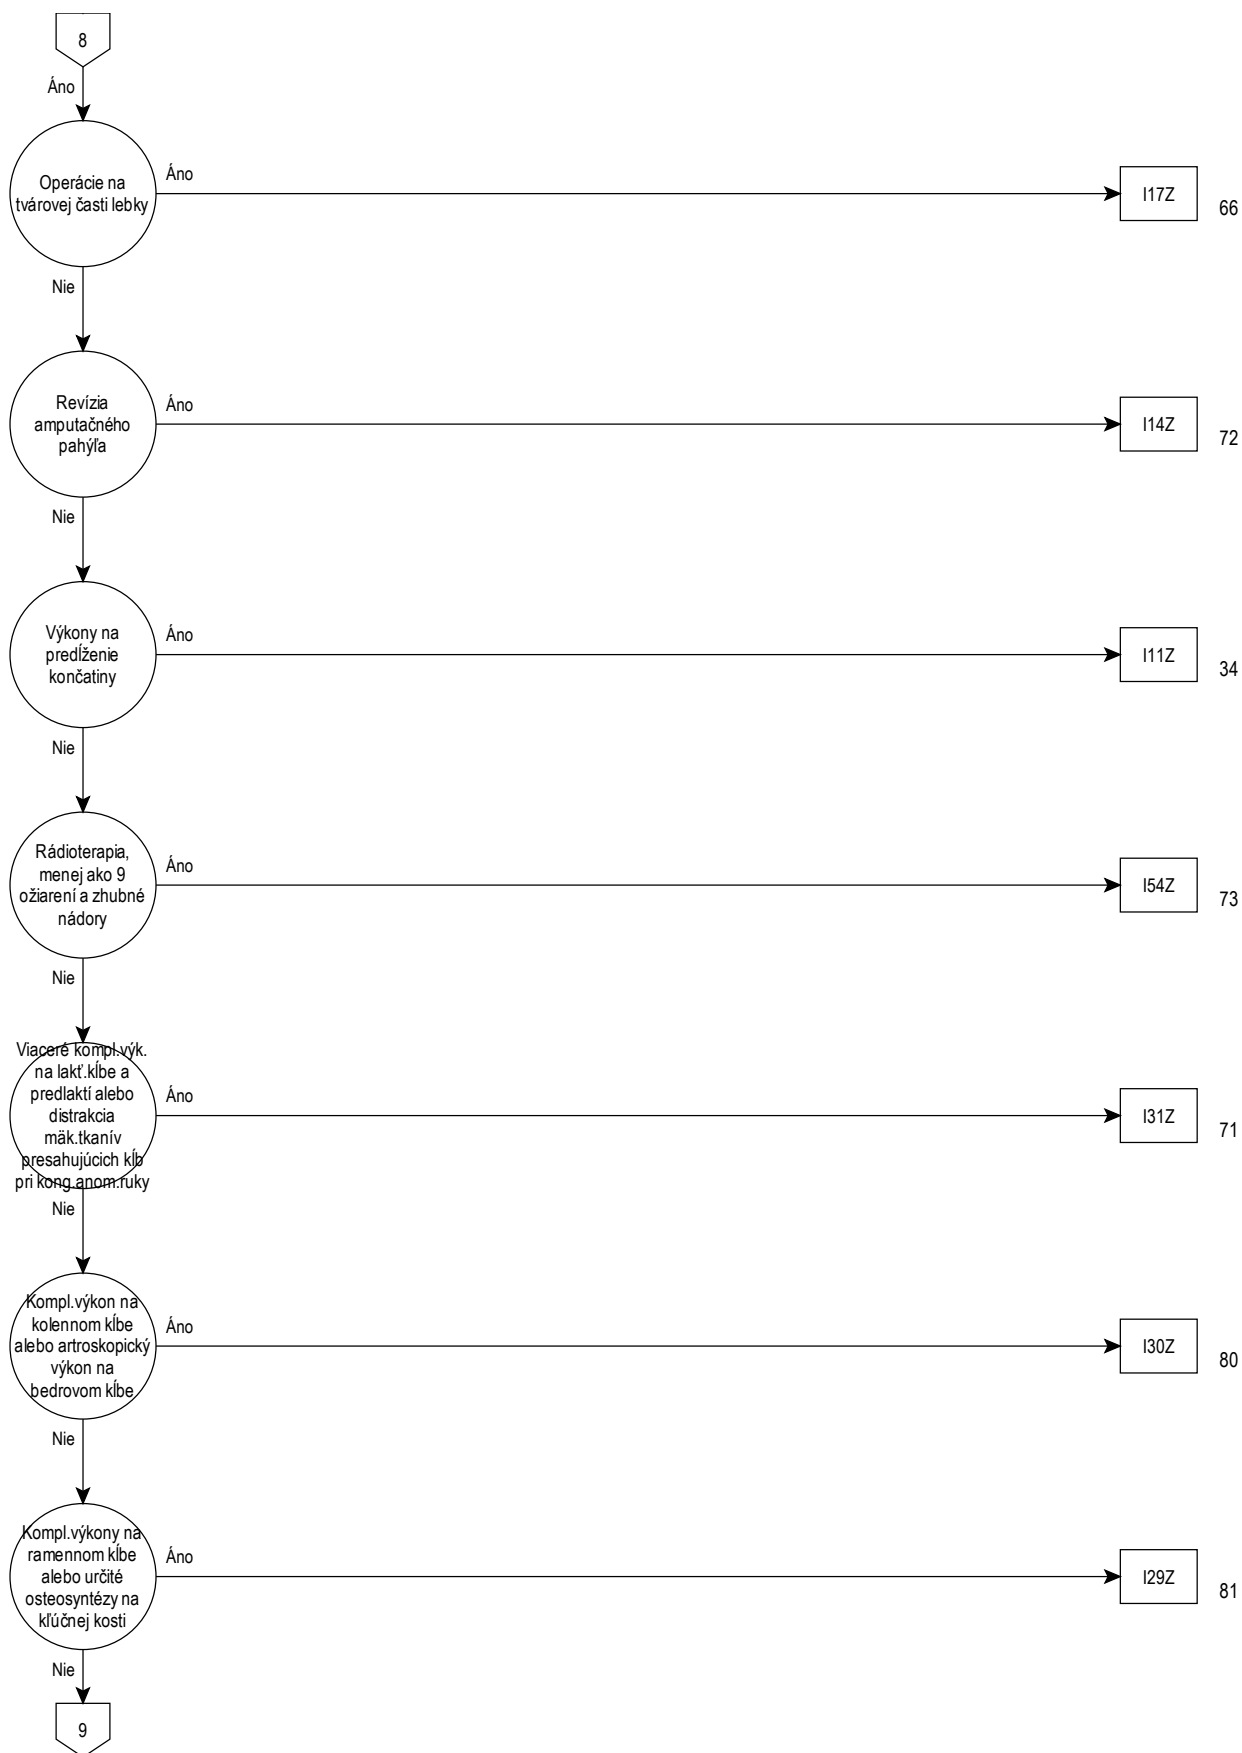 8
Áno
Operácie na
tvárovej časti lebky
Áno
I17Z
66
Nie
Revízia
amputačného
pahýľa
Áno
I14Z
72
Nie
Výkony na
predĺženie
končatiny
Áno
I11Z
34
Nie
Rádioterapia,
menej ako 9
ožiarení a zhubné
nádory
Áno
I54Z
73
Nie
Viaceré kompl.výk.
na lakť.kĺbe a
predlaktí alebo
distrakcia
mäk.tkanív
presahujúcich kĺb
pri kong.anom.ruky
Áno
I31Z
71
Nie
Kompl.výkon na
kolennom kĺbe
alebo artroskopický
výkon na
bedrovom kĺbe
Áno
I30Z
80
Nie
Kompl.výkony na
ramennom kĺbe
alebo určité
osteosyntézy na
kľúčnej kosti
Áno
I29Z
81
Nie
9